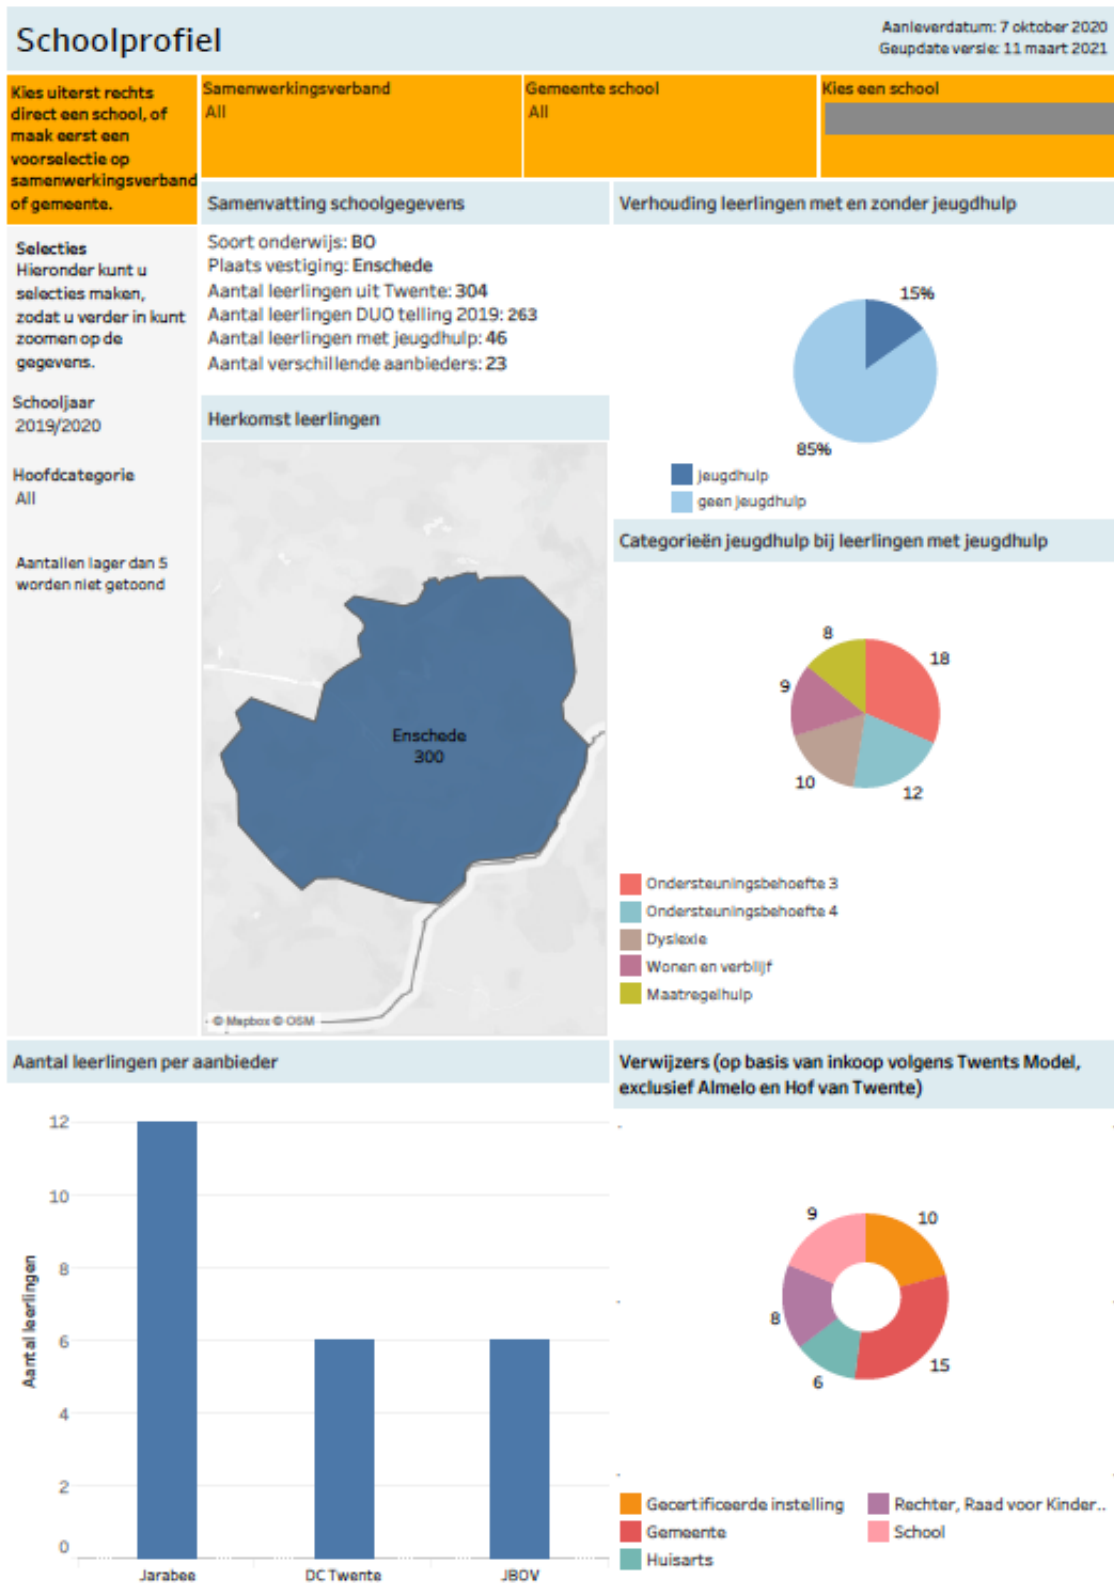 Schoolprofiel
Aanleverdatum: 7 oktober 2020
Geupdate versie: 11 maart 2021
Kies uiterst rechts
direct een school, of
maak eerst een
voorselectie op
samenwerkingsverband
of gemeente.
Samenwerkingsverband
All
Gemeente school
All
Kies een school
Samenvatting schoolgegevens
Soort onderwijs: BO
Plaats vestiging: Enschede
Aantal leerlingen uit Twente: 304
Aantal leerlingen DUO telling 2019: 263
Aantal leerlingen met jeugdhulp: 46
Aantal verschillende aanbieders: 23
Verhouding leerlingen met en zonder jeugdhulp
15%
85%
jeugdhulp
geen jeugdhulp
Selecties
Hieronder kunt u
selecties maken,
zodat u verder in kunt
zoomen op de
gegevens.
Schooljaar
2019/2020
Hoofdcategorie
All
Aantallen lager dan 5
worden niet getoond
Herkomst leerlingen
Enschede
300
© Mapbox © OSM
Categorieën jeugdhulp bij leerlingen met jeugdhulp
8
18
9
10
12
Ondersteuningsbehoefte 3
Ondersteuningsbehoefte 4
Dyslexie
Wonen en verblijf
Maatregelhulp
Aantal leerlingen per aanbieder
Aantal leerlingen
12
10
8
6
4
2
0
Jarabee
DC Twente
JBOV
Verwijzers (op basis van inkoop volgens Twents Model,
exclusief Almelo en Hof van Twente)
9
10
8
15
6
Gecertificeerde instelling
Gemeente
Huisarts
Rechter, Raad voor Kinder..
School